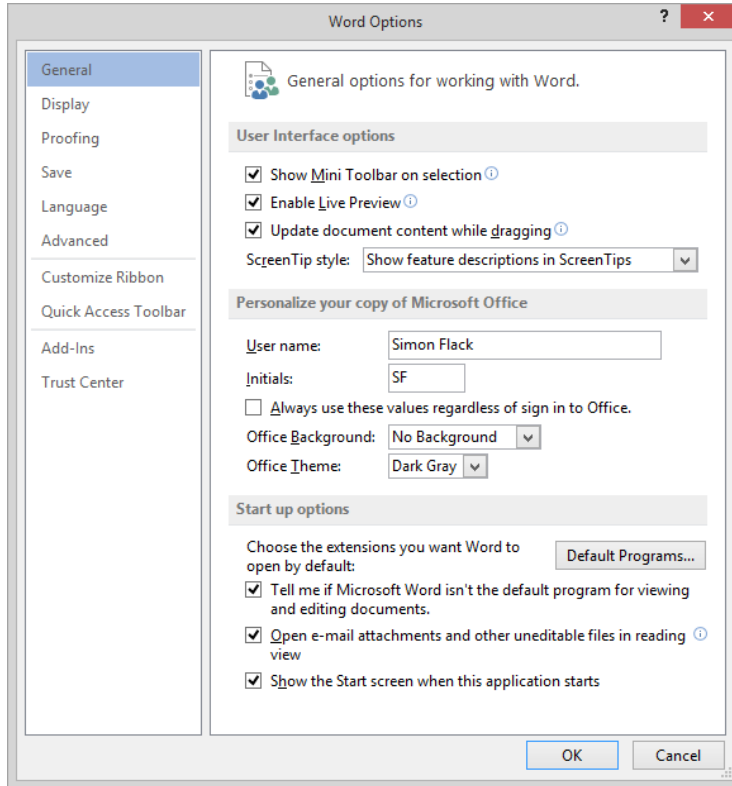 Word Options
?
General
Display
Proofing
Save
Language
Advanced
Customize Ribbon
Quick Access Toolbar
Add-Ins
Trust Center
General options for working with Word.
User Interface options
Show Mini Toolbar on selection
Enable Live Preview
Update document content while dragging
ScreenTip style: Show feature descriptions in ScreenTips
Personalize your copy of Microsoft Office
User name: Simon Flack
Initials: SF
Always use these values regardless of sign in to Office.
Office Background: No Background
Office Theme: Dark Gray
Start up options
Choose the extensions you want Word to
open by default:
Default Programs...
Tell me if Microsoft Word isn't the default program for viewing
and editing documents.
Open e-mail attachments and other uneditable files in reading
view
Show the Start screen when this application starts
OK Cancel